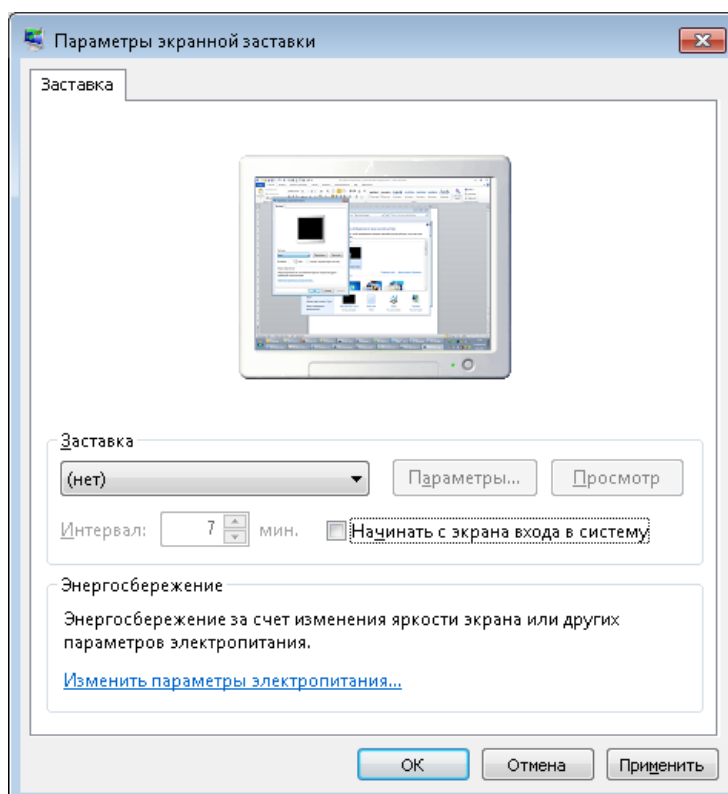 Параметры экранной заставки
Заставка
Заставка
(нет)
Параметры...
Просмотр
Интервал: 7 мин. Начинать с экрана входа в систему
Энергосбережение
Энергосбережение за счет изменения яркости экрана или других
параметров электропитания.
Изменить параметры электропитания...
ОК
Отмена
Применить